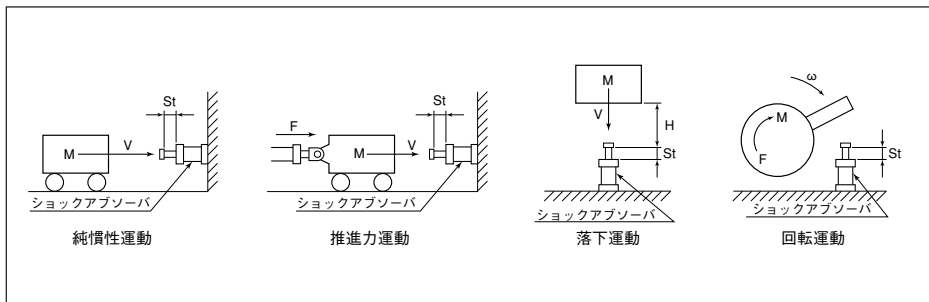 St
M
V
ショックアブソーバ
純慣性運動
F
St
M
V
ショックアブソーバ
推進力運動
M
V
H
St
ショックアブソーバ
落下運動
ω
M
F
St
ショックアブソーバ
回転運動